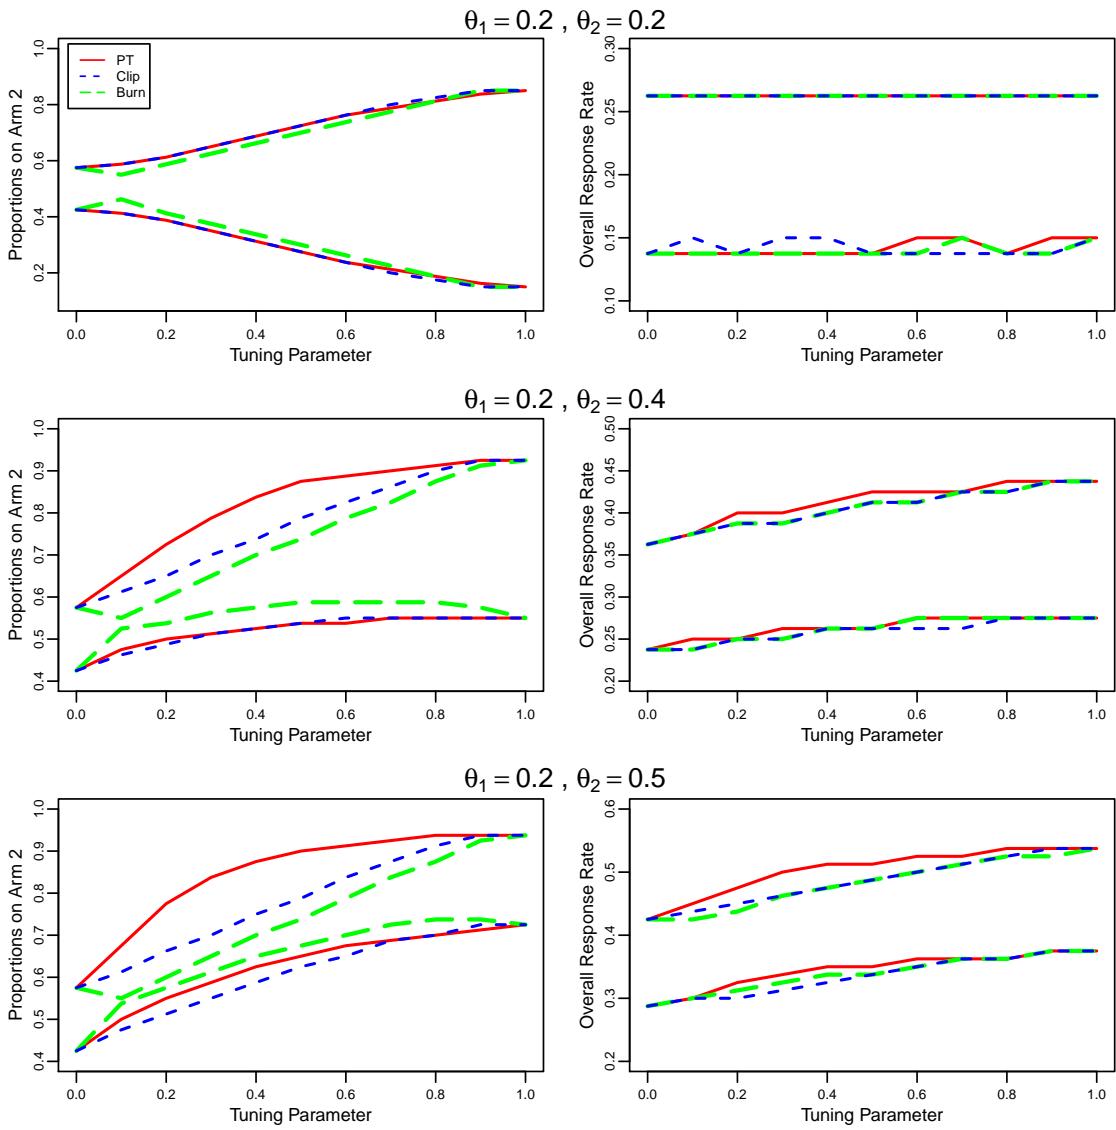 θ1 = 0.2 , θ2 = 0.2
Proportions on Arm 2
1.0
0.8
0.6
0.4
0.2
PT
Clip
Burn
0.0 0.2 0.4 0.6 0.8 1.0
Tuning Parameter
Overall Response Rate
0.30
0.25
0.20
0.15
0.10
0.0 0.2 0.4 0.6 0.8 1.0
Tuning Parameter
θ1 = 0.2 , θ2 = 0.4
Proportions on Arm 2
1.0
0.9
0.8
0.7
0.6
0.5
0.4
0.0 0.2 0.4 0.6 0.8 1.0
Tuning Parameter
Overall Response Rate
0.50
0.45
0.40
0.35
0.30
0.25
0.20
0.0 0.2 0.4 0.6 0.8 1.0
Tuning Parameter
θ1 = 0.2 , θ2 = 0.5
Proportions on Arm 2
1.0
0.9
0.8
0.7
0.6
0.5
0.4
0.0 0.2 0.4 0.6 0.8 1.0
Tuning Parameter
Overall Response Rate
0.6
0.5
0.4
0.3
0.2
0.0 0.2 0.4 0.6 0.8 1.0
Tuning Parameter